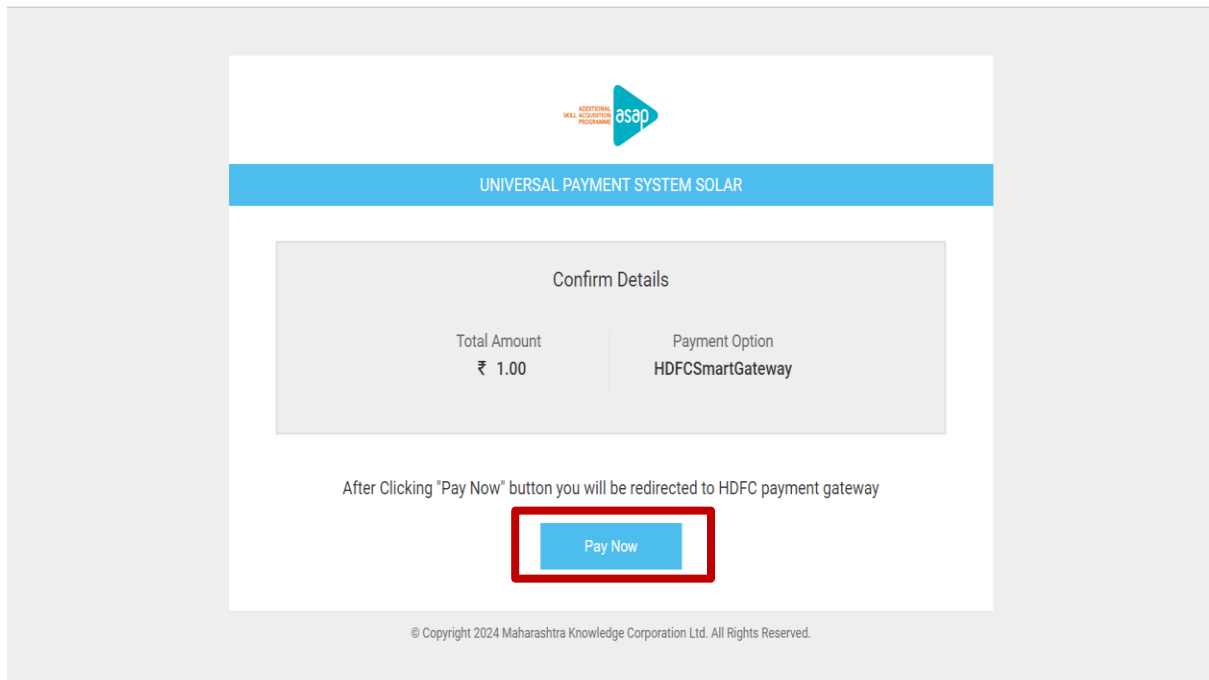 ADDITIONAL
SKILL ACQUISITION
PROGRAMME
asap
UNIVERSAL PAYMENT SYSTEM SOLAR
Confirm Details
Total Amount
Payment Option
₹ 1.00
HDFCSmartGateway
After Clicking "Pay Now" button you will be redirected to HDFC payment gateway
Pay Now
© Copyright 2024 Maharashtra Knowledge Corporation Ltd. All Rights Reserved.